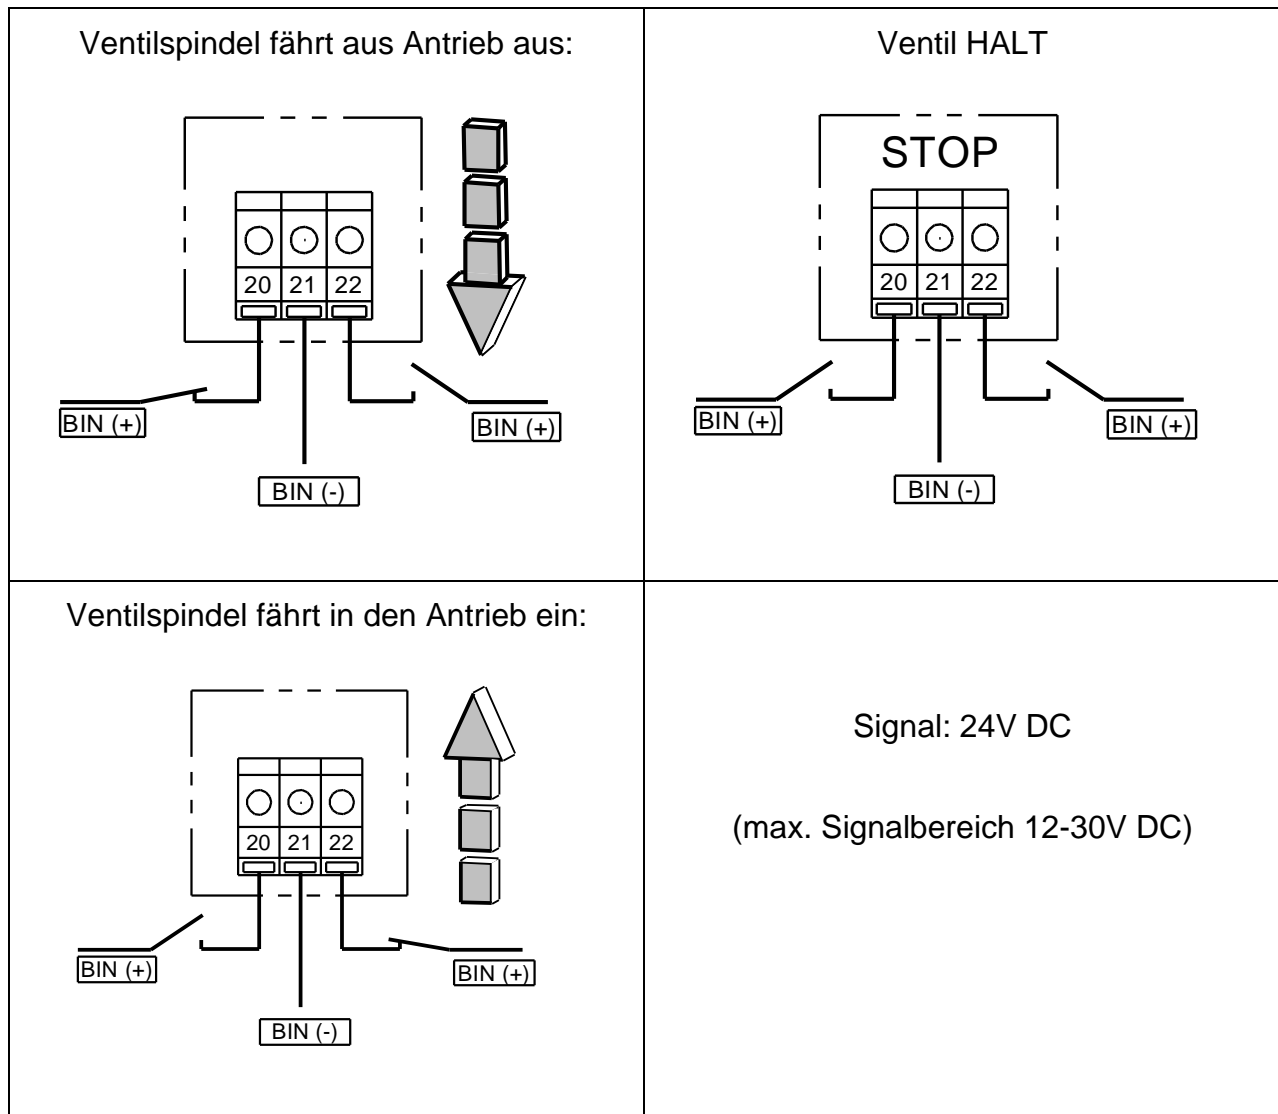 Ventilspindel fährt aus Antrieb aus:
20 21 22
BIN (+)
BIN (+)
BIN (-)
Ventil HALT
STOP
20 21 22
BIN (+)
BIN (+)
BIN (-)
Ventilspindel fährt in den Antrieb ein:
20 21 22
BIN (+)
BIN (+)
BIN (-)
Signal: 24V DC
(max. Signalbereich 12-30V DC)